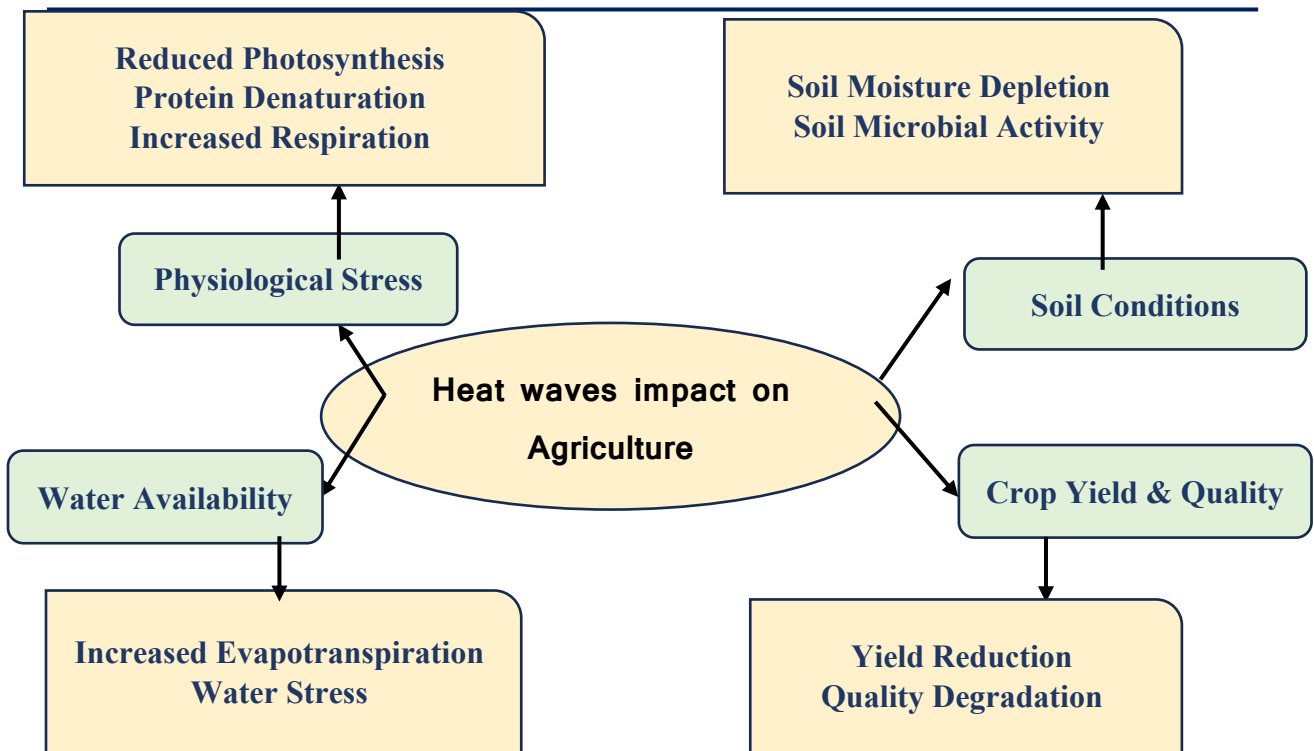 Reduced Photosynthesis
Protein Denaturation
Increased Respiration
Soil Moisture Depletion
Soil Microbial Activity
Physiological Stress
Soil Conditions
Heat waves impact on
Agriculture
Water Availability
Crop Yield & Quality
Increased Evapotranspiration
Water Stress
Yield Reduction
Quality Degradation